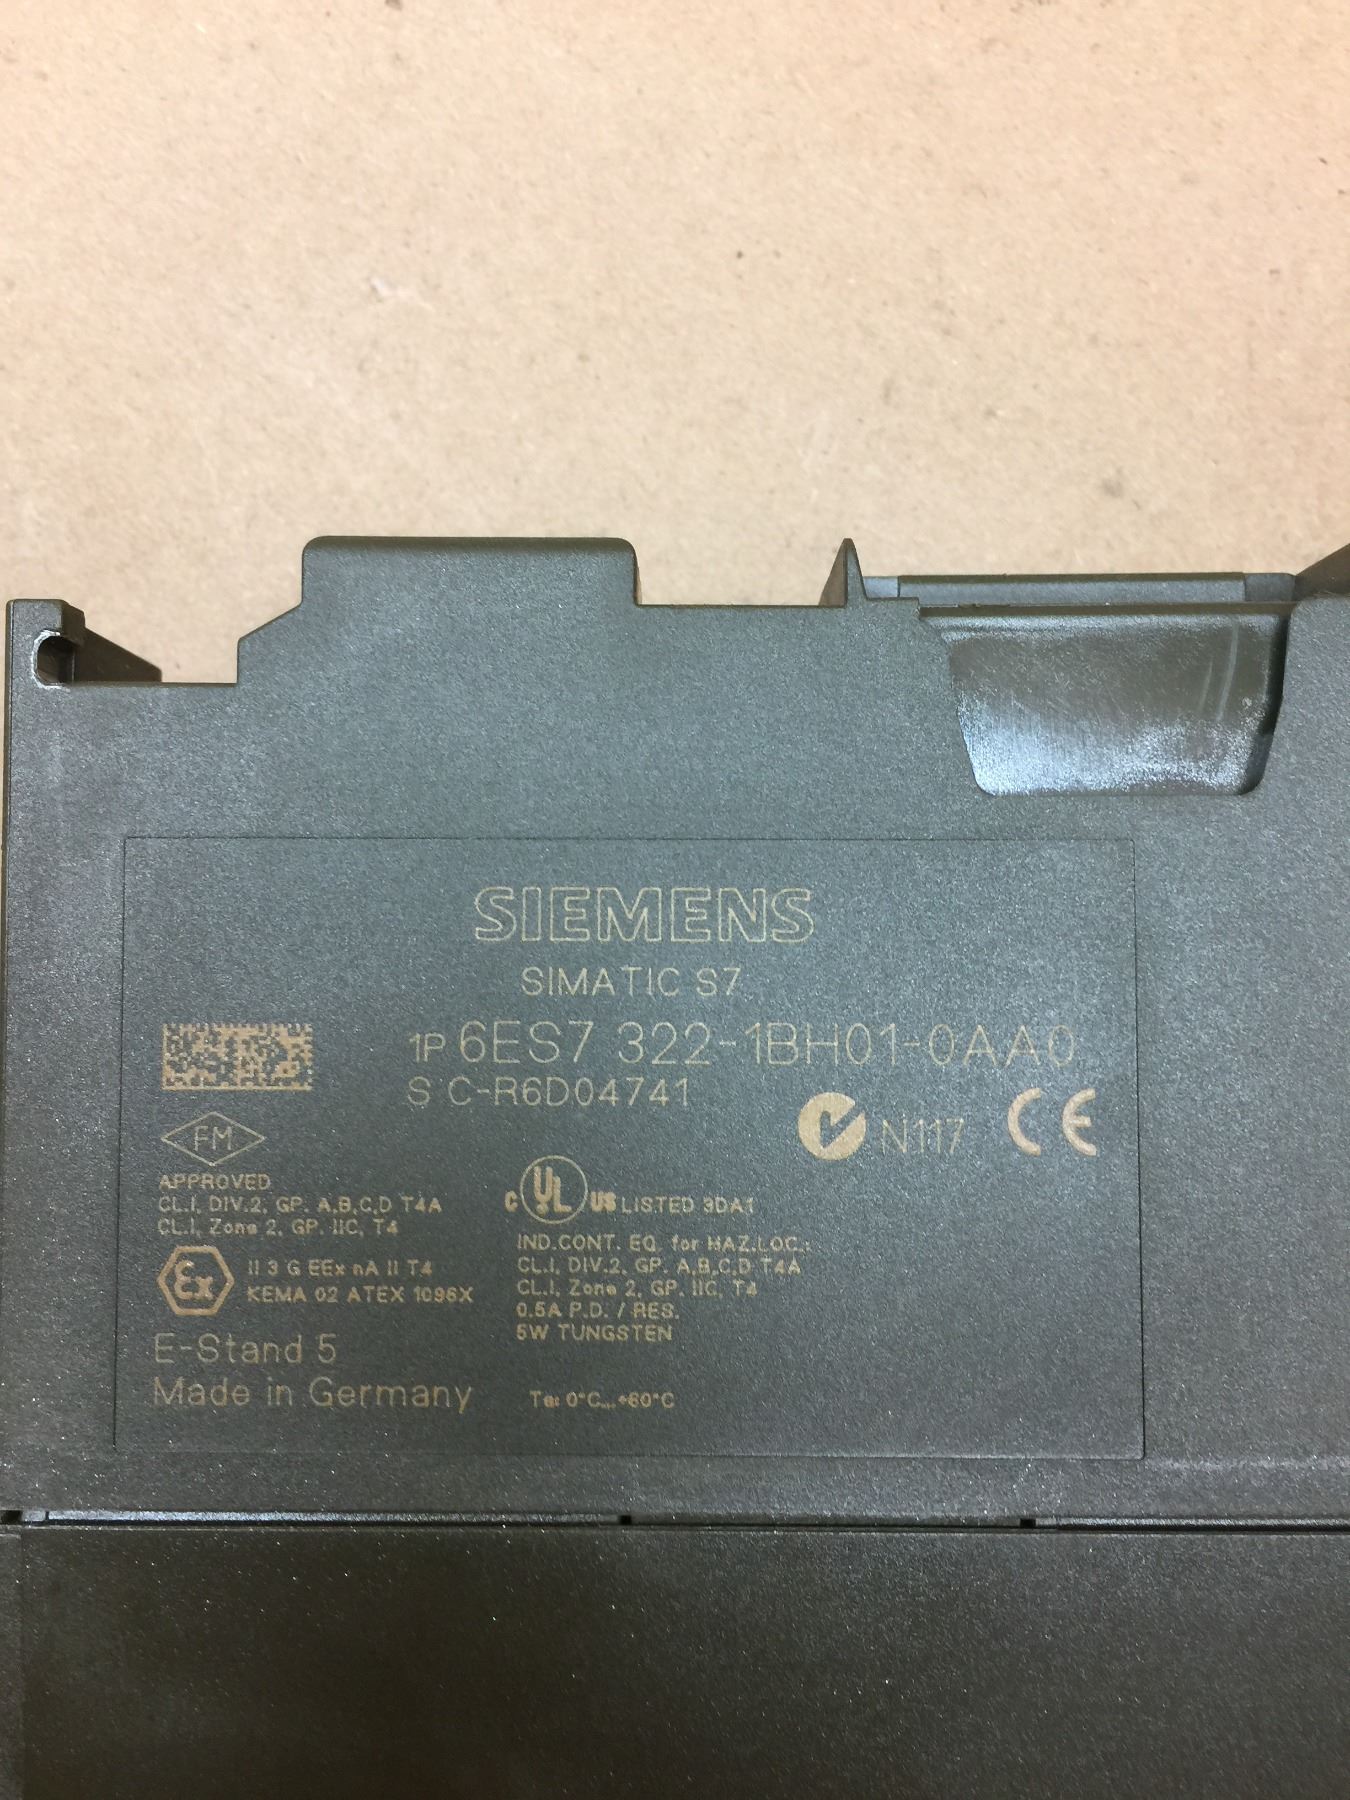 SIEMENS
SIMATIC S7
1P 6ES7 322-1BH01-0AA0
S C-R6D04741
N117 CE
FM
APPROVED
CL.I, DIV.2, GP. A,B,C,D T4A
CL.I, Zone 2, GP. IIC, T4
Ex II 3 G EEx nA II T4
KEMA 02 ATEX 1096X
E-Stand 5
Made in Germany
C UL US LISTED 3DA1
IND.CONT. EQ. for HAZ.LOC.:
CL.I, DIV.2, GP. A,B,C,D T4A
CL.I, Zone 2, GP. IIC, T4
0.5A P.D. / RES.
5W TUNGSTEN
Ta: 0°C...+60°C